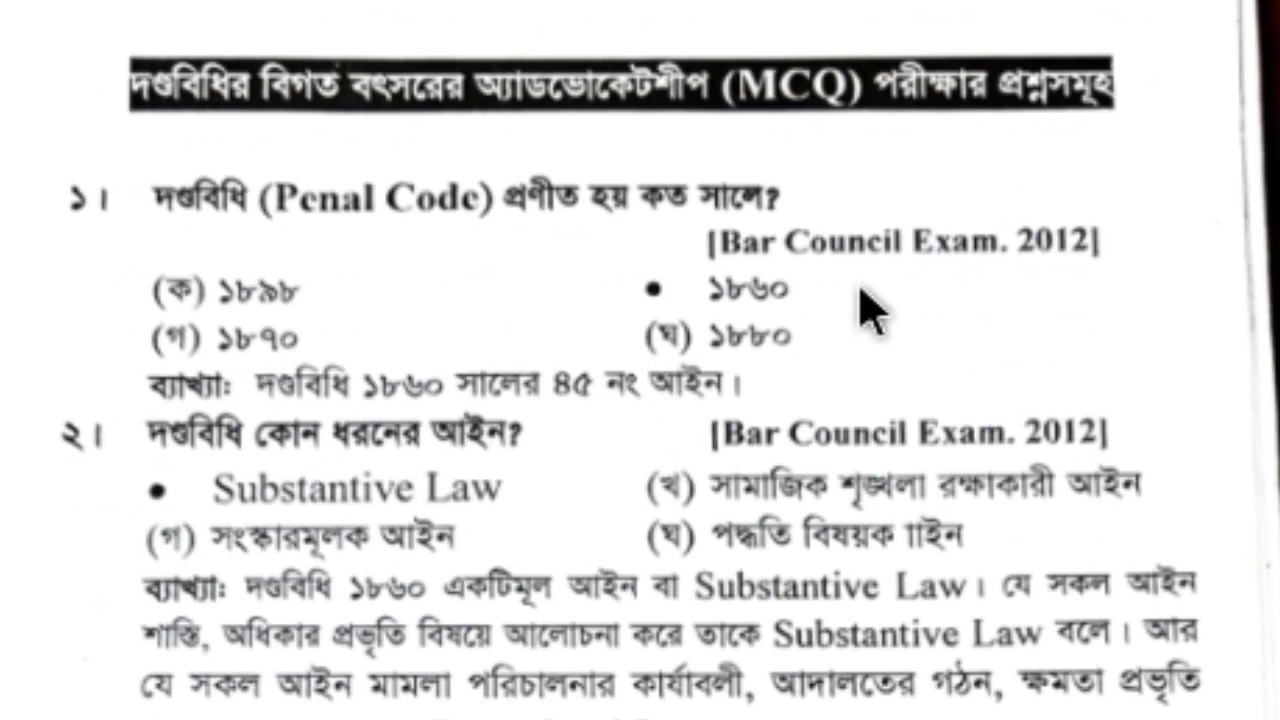 দণ্ডবিধির বিগত বৎসরের অ্যাডভোকেটশীপ (MCQ) পরীক্ষার প্রশ্নসমূহ
১। দণ্ডবিধি (Penal Code) প্রণীত হয় কত সালে?
[Bar Council Exam. 2012]
(ক) ১৮৯৮ • ১৮৬০
(গ) ১৮৭০ (ঘ) ১৮৮০
ব্যাখ্যাঃ দণ্ডবিধি ১৮৬০ সালের ৪৫ নং আইন।
২। দণ্ডবিধি কোন ধরনের আইন? [Bar Council Exam. 2012]
• Substantive Law (খ) সামাজিক শৃঙ্খলা রক্ষাকারী আইন
(গ) সংস্কারমূলক আইন (ঘ) পদ্ধতি বিষয়ক াাইন
ব্যাখ্যাঃ দণ্ডবিধি ১৮৬০ একটিমূল আইন বা Substantive Law। যে সকল আইন
শাস্তি, অধিকার প্রভৃতি বিষয়ে আলোচনা করে তাকে Substantive Law বলে। আর
যে সকল আইন মামলা পরিচালনার কার্যাবলী, আদালতের গঠন, ক্ষমতা প্রভৃতি